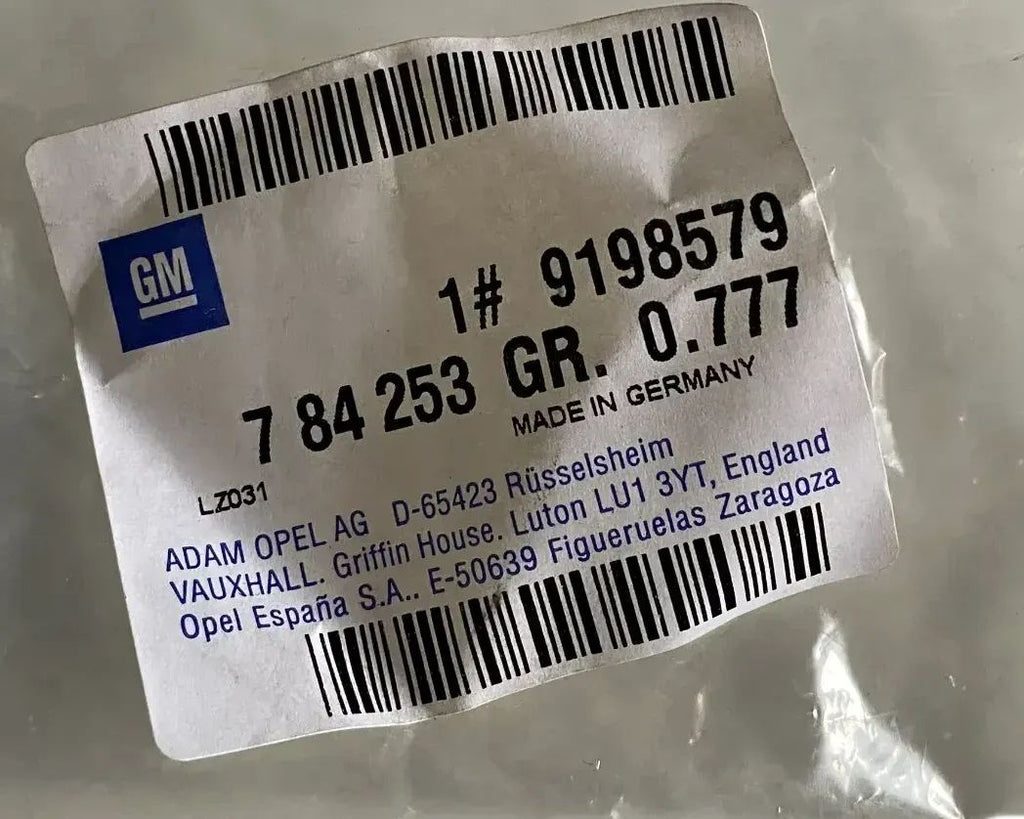 GM
1# 9198579
7 84 253 GR. 0.777
MADE IN GERMANY
LZ031
ADAM OPEL AG D-65423 Rüsselsheim
VAUXHALL. Griffin House. Luton LU1 3YT, England
Opel España S.A.. E-50639 Figueruelas Zaragoza